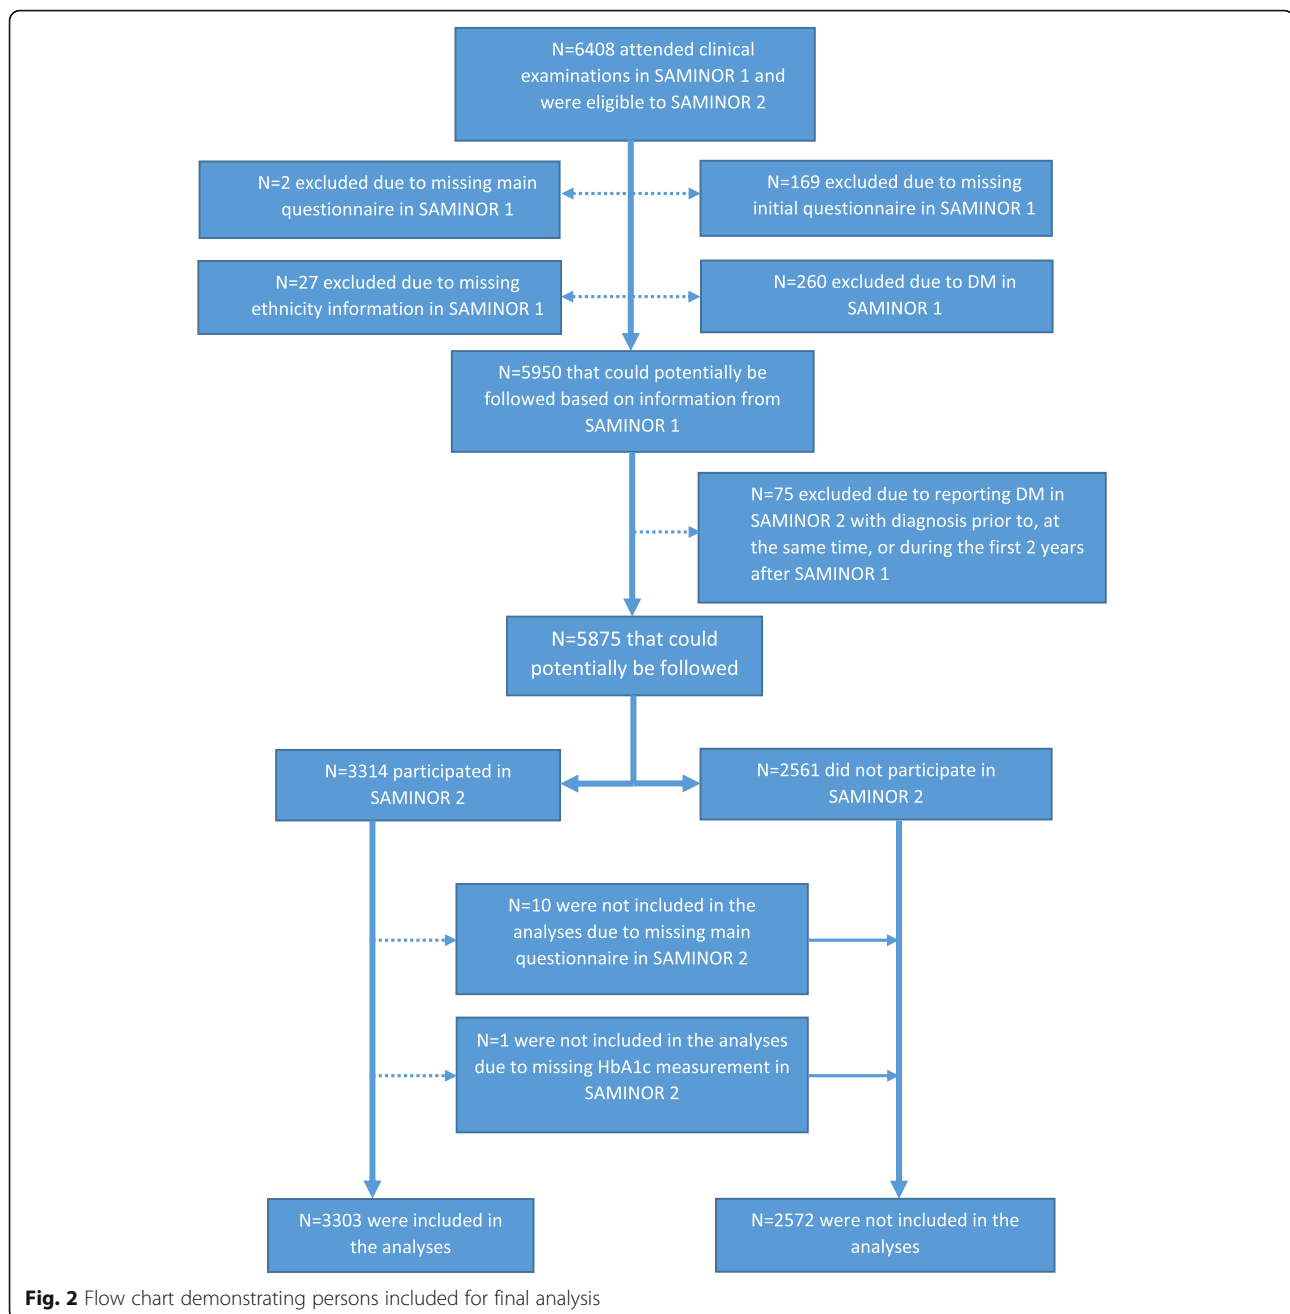 N=6408 attended clinical
examinations in SAMINOR 1 and
were eligible to SAMINOR 2
N=2 excluded due to missing main
questionnaire in SAMINOR 1
N=169 excluded due to missing
initial questionnaire in SAMINOR 1
N=27 excluded due to missing
ethnicity information in SAMINOR 1
N=260 excluded due to DM in
SAMINOR 1
N=5950 that could potentially be
followed based on information from
SAMINOR 1
N=75 excluded due to reporting DM in
SAMINOR 2 with diagnosis prior to, at
the same time, or during the first 2 years
after SAMINOR 1
N=5875 that could
potentially be followed
N=3314 participated in
SAMINOR 2
N=2561 did not participate in
SAMINOR 2
N=10 were not included in the
analyses due to missing main
questionnaire in SAMINOR 2
N=1 were not included in the analyses
due to missing HbA1c measurement in
SAMINOR 2
N=3303 were included in
the analyses
N=2572 were not included in the
analyses
Fig. 2 Flow chart demonstrating persons included for final analysis